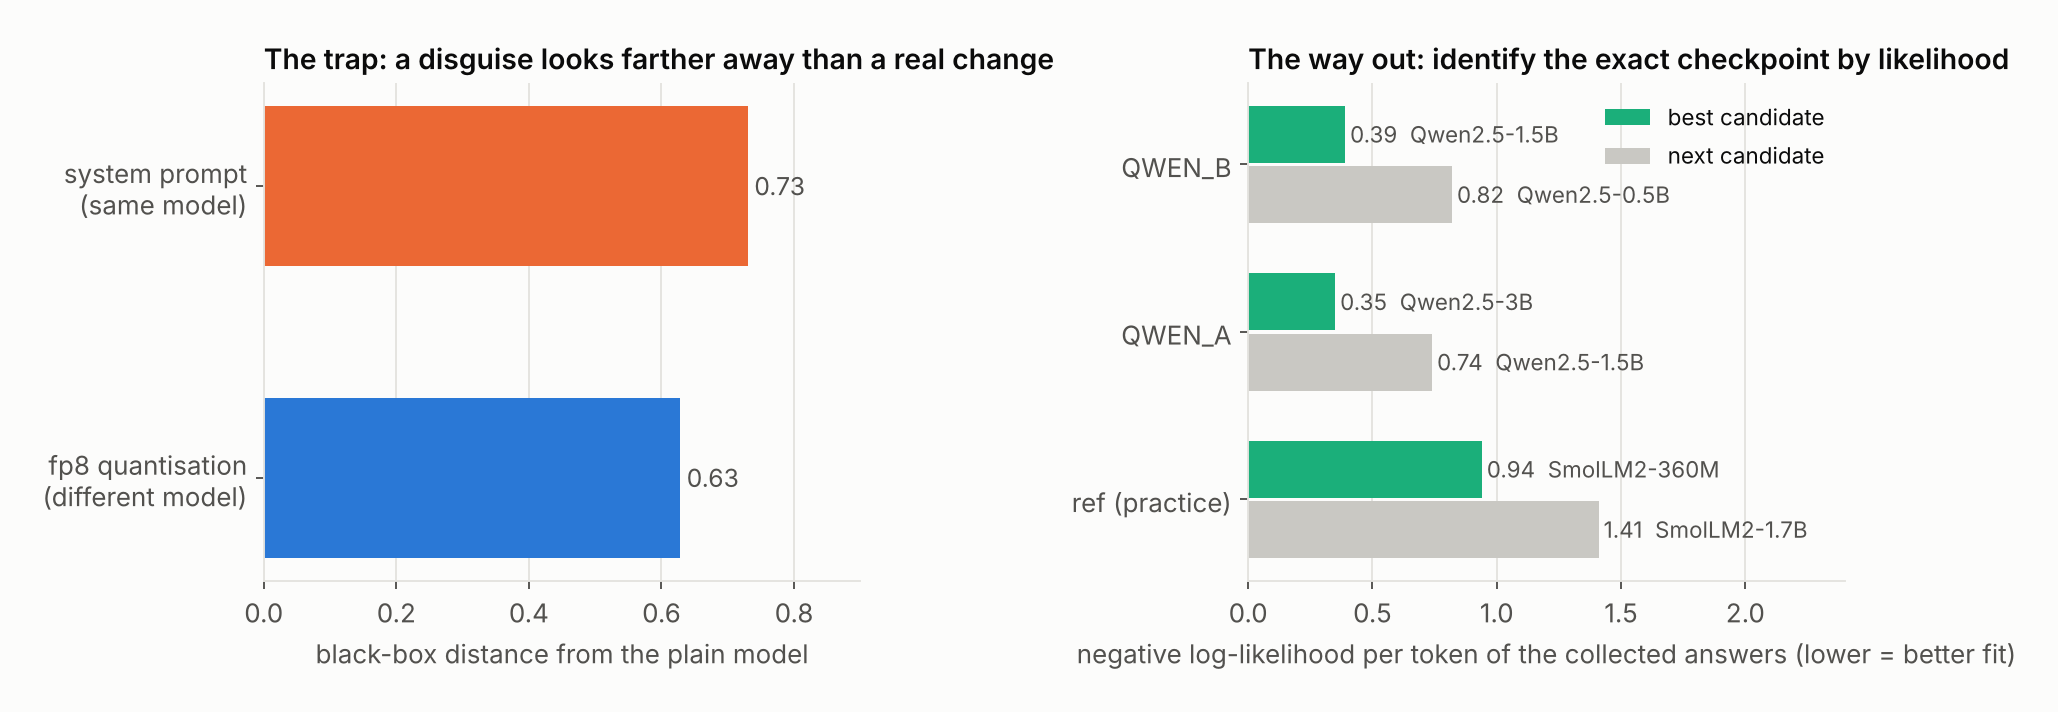 The trap: a disguise looks farther away than a real change
system prompt
(same model)
0.73
fp8 quantisation
(different model)
0.63
0.0 0.2 0.4 0.6 0.8
black-box distance from the plain model
The way out: identify the exact checkpoint by likelihood
best candidate
next candidate
QWEN_B
0.39 Qwen2.5-1.5B
0.82 Qwen2.5-0.5B
QWEN_A
0.35 Qwen2.5-3B
0.74 Qwen2.5-1.5B
ref (practice)
0.94 SmolLM2-360M
1.41 SmolLM2-1.7B
0.0 0.5 1.0 1.5 2.0
negative log-likelihood per token of the collected answers (lower = better fit)